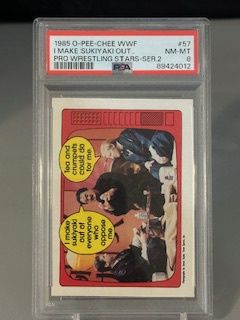 1985 O-PEE-CHEE WWF #57
I MAKE SUKIYAKI OUT.. NM-MT
PRO WRESTLING STARS-SER.2 8
PSA 89424012
Tea and
crumpets
could do
for me.
I make
sukiyaki
out of
everyone
who
oppose
me.